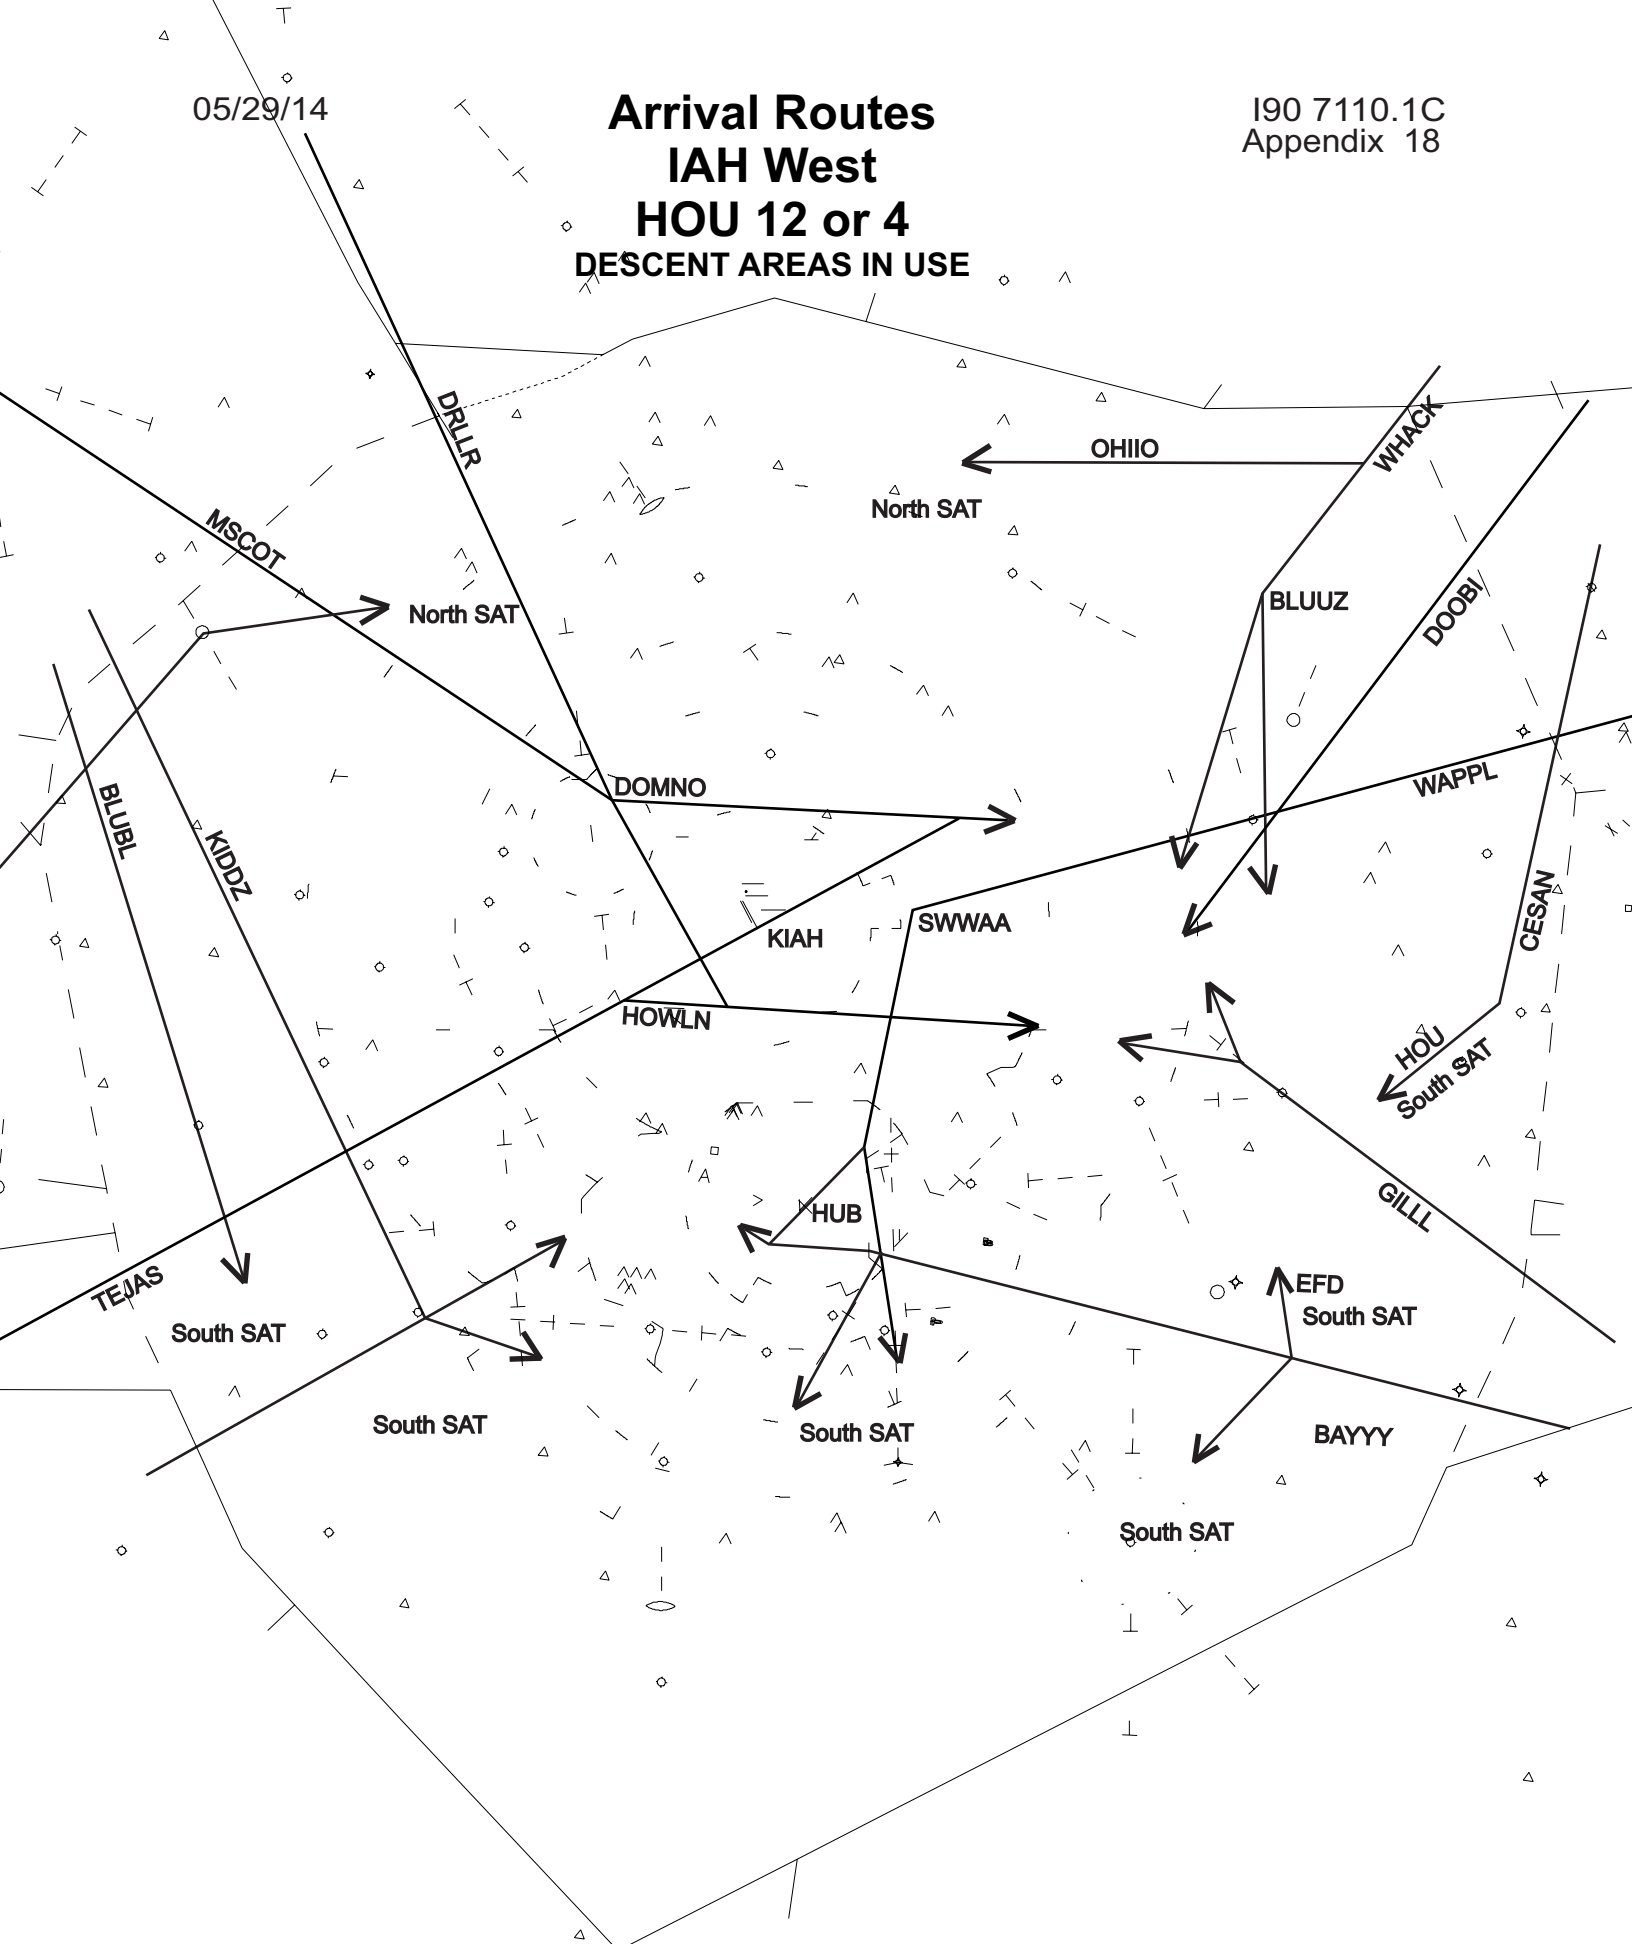 05/29/14
Arrival Routes
IAH West
HOU 12 or 4
DESCENT AREAS IN USE
I90 7110.1C
Appendix 18
DRLLR
WHACK
OHIIO
North SAT
MSCOT
North SAT
BLUUZ
DOOBI
DOMNO
WAPPL
BLUBL
KIDDZ
KIAH
SWWAA
CESAN
HOWLN
HOU
South SAT
HUB
GILLL
TEJAS
EFD
South SAT
South SAT
South SAT
South SAT
BAYYY
South SAT